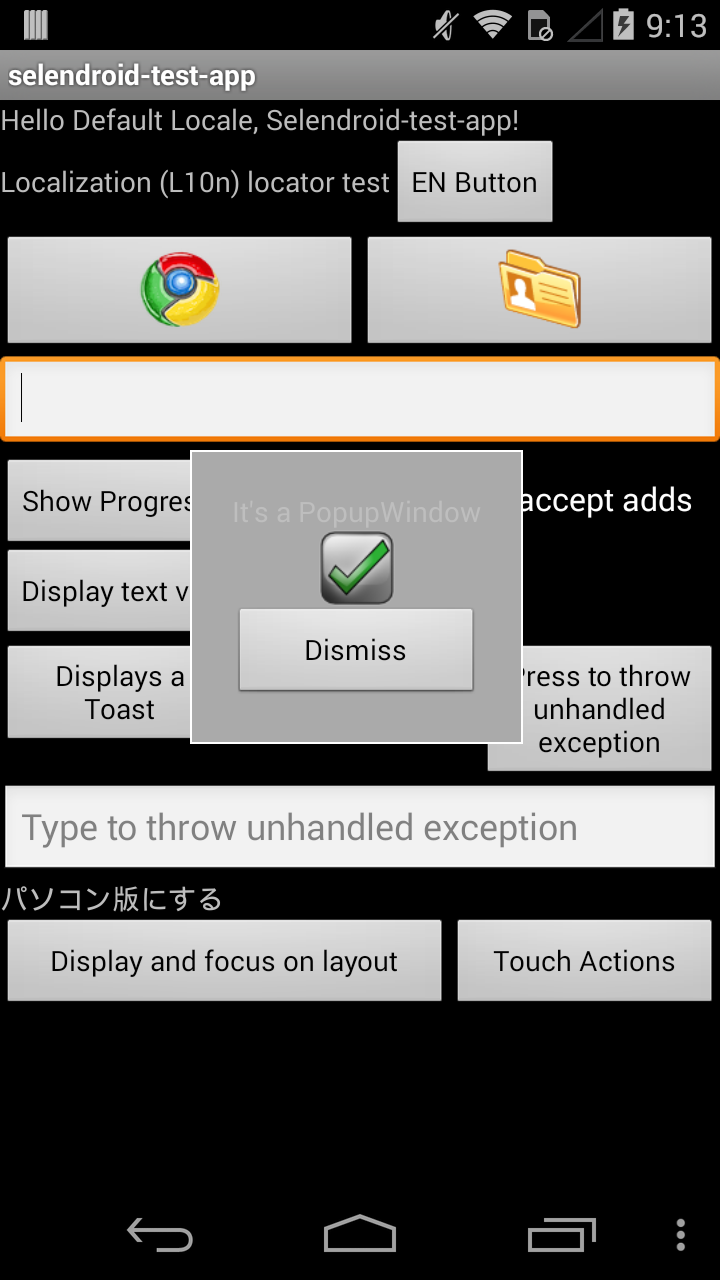 9:13
selendroid-test-app
Hello Default Locale, Selendroid-test-app!
Localization (L10n) locator test
EN Button
Show
accept adds
It's a PopupWindow
Display text
Dismiss
Displays a
Toast
to throw
unhandled
exception
Type to throw unhandled exception
パソコン版にする
Display and focus on layout
Touch Actions